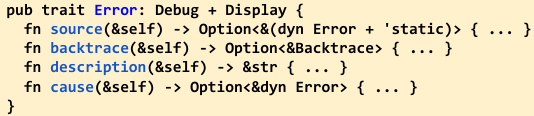 pub trait Error: Debug + Display {
  fn source(&self) -> Option<&(dyn Error + 'static)> { ... }
  fn backtrace(&self) -> Option<&Backtrace> { ... }
  fn description(&self) -> &str { ... }
  fn cause(&self) -> Option<&dyn Error> { ... }
}